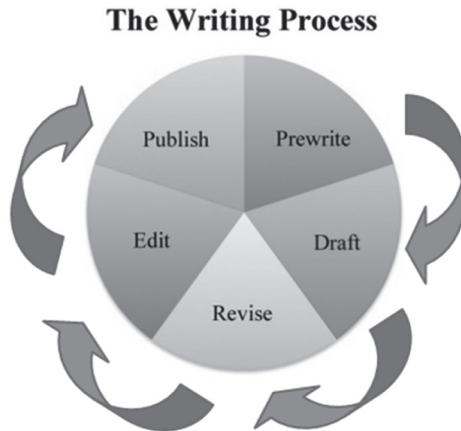 The Writing Process
Publish
Prewrite
Edit
Draft
Revise